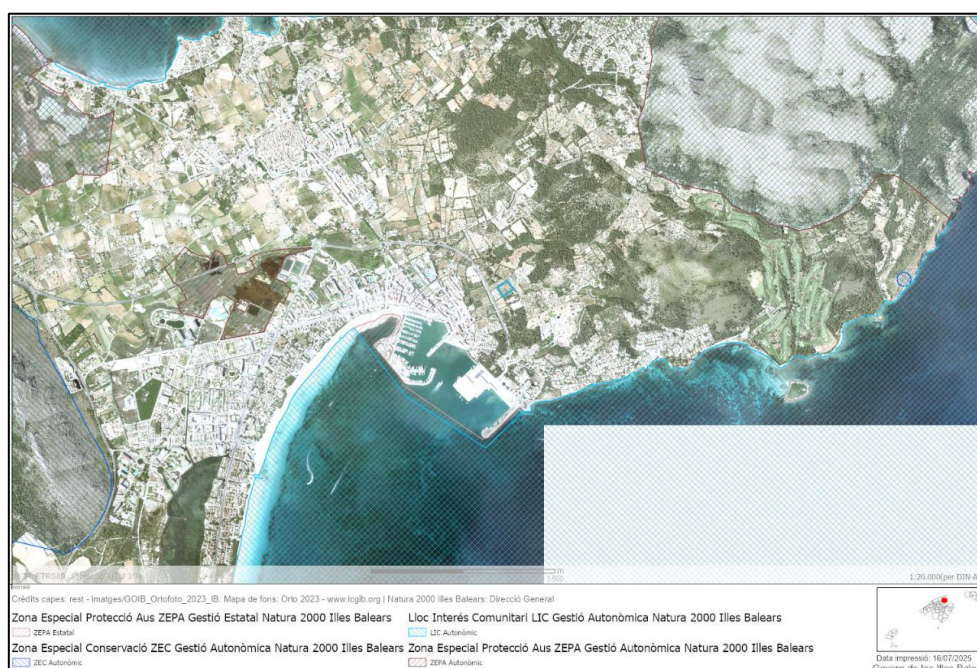 1.500
m
1:20.000(per DIN-A
Crèdits capes: rest - imatges/GOIB_Ortofoto_2023_IB: Mapa de fons: Orto 2023 - www.icgib.org | Natura 2000 Illes Balears: Direcció General
Zona Especial Protecció Aus ZEPA Gestió Estatal Natura 2000 Illes Balears
ZEPA Estatal
Lloc Interés Comunitari LIC Gestió Autonòmica Natura 2000 Illes Balears
LIC Autonòmic
Zona Especial Conservació ZEC Gestió Autonòmica Natura 2000 Illes Balears
ZEC Autonòmic
Zona Especial Protecció Aus ZEPA Gestió Autonòmica Natura 2000 Illes Balears
ZEPA Autonòmic
Data impressió: 16/07/2025